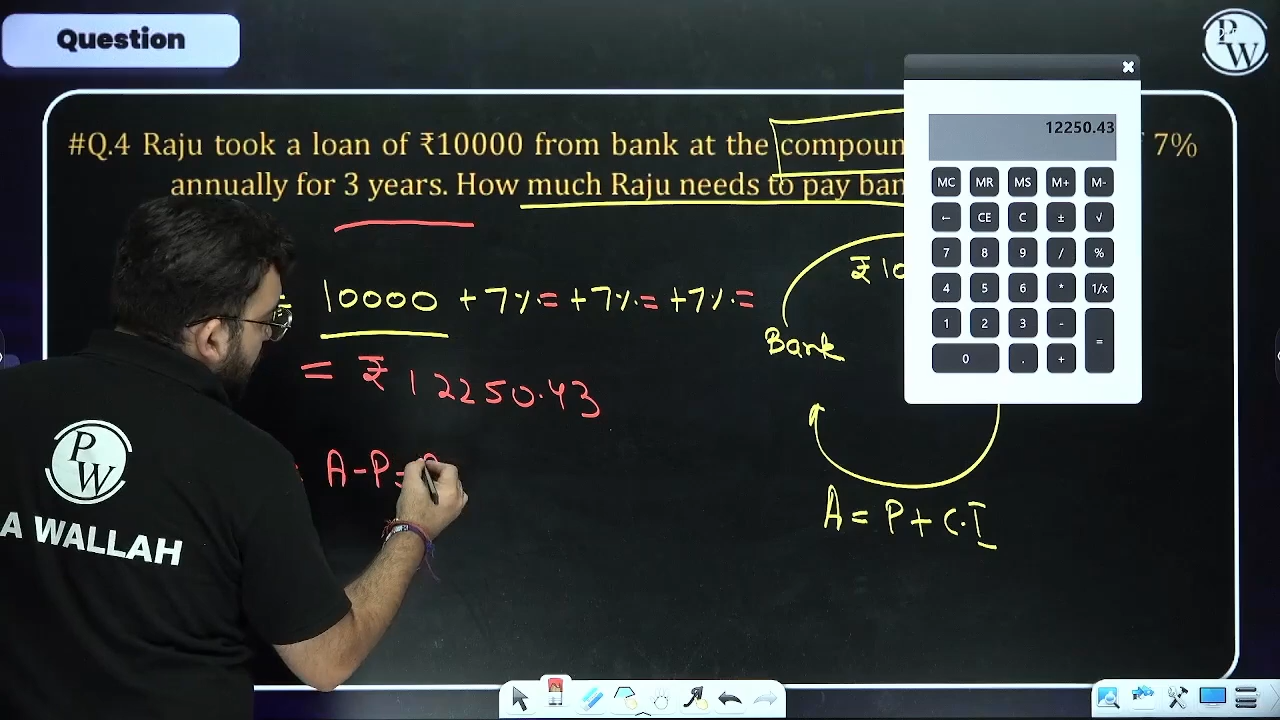 Question
PW
#Q.4 Raju took a loan of ₹10000 from bank at the compoun 7%
annually for 3 years. How much Raju needs to pay ban
= 10000 + 7%= +7%= +7%=
= ₹ 12250.43
A-P=
₹ 10
Bank
A = P + C.I
12250.43
MC MR MS M+ M-
← CE C ± √
7 8 9 / %
4 5 6 * 1/x
1 2 3 - =
0 . +
PW
A WALLAH